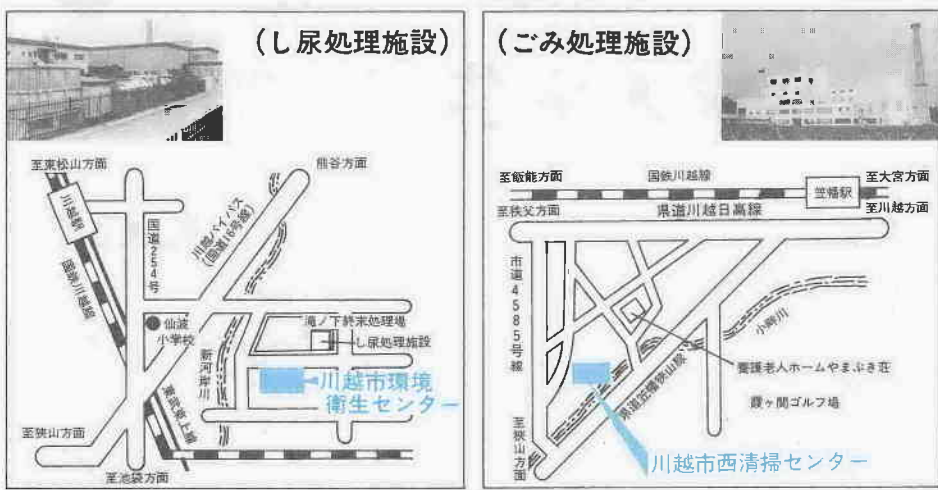 (し尿処理施設)
至東松山方面
熊谷方面
川越駅
国道254号
川越バイパス
(国道16号線)
国鉄川越線
仙波
小学校
新河岸川
滝ノ下終末処理場
し尿処理施設
川越市環境
衛生センター
東武東上線
至狭山方面
至池袋方面
(ごみ処理施設)
至飯能方面
国鉄川越線
笠幡駅
至大宮方面
至秩父方面
県道川越日高線
至川越方面
市道4585号線
小畔川
養護老人ホームやまぶき荘
県道笠幡狭山線
霞ヶ関ゴルフ場
至狭山方面
川越市西清掃センター